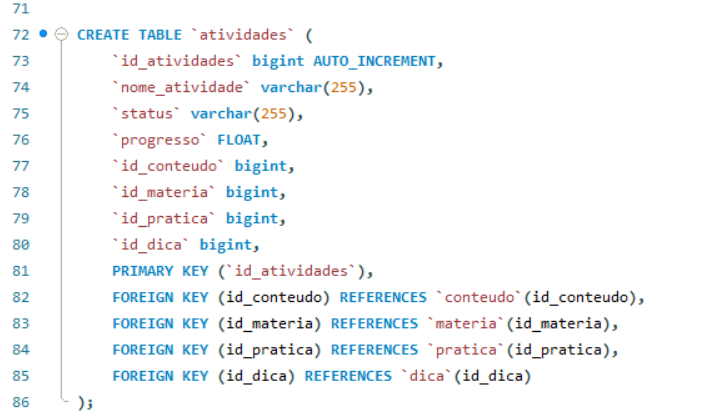 71
72 CREATE TABLE `atividades` (
73 `id_atividades` bigint AUTO_INCREMENT,
74 `nome_atividade` varchar(255),
75 `status` varchar(255),
76 `progresso` FLOAT,
77 `id_conteudo` bigint,
78 `id_materia` bigint,
79 `id_pratica` bigint,
80 `id_dica` bigint,
81 PRIMARY KEY (`id_atividades`),
82 FOREIGN KEY (id_conteudo) REFERENCES `conteudo`(id_conteudo),
83 FOREIGN KEY (id_materia) REFERENCES `materia`(id_materia),
84 FOREIGN KEY (id_pratica) REFERENCES `pratica`(id_pratica),
85 FOREIGN KEY (id_dica) REFERENCES `dica`(id_dica)
86 );